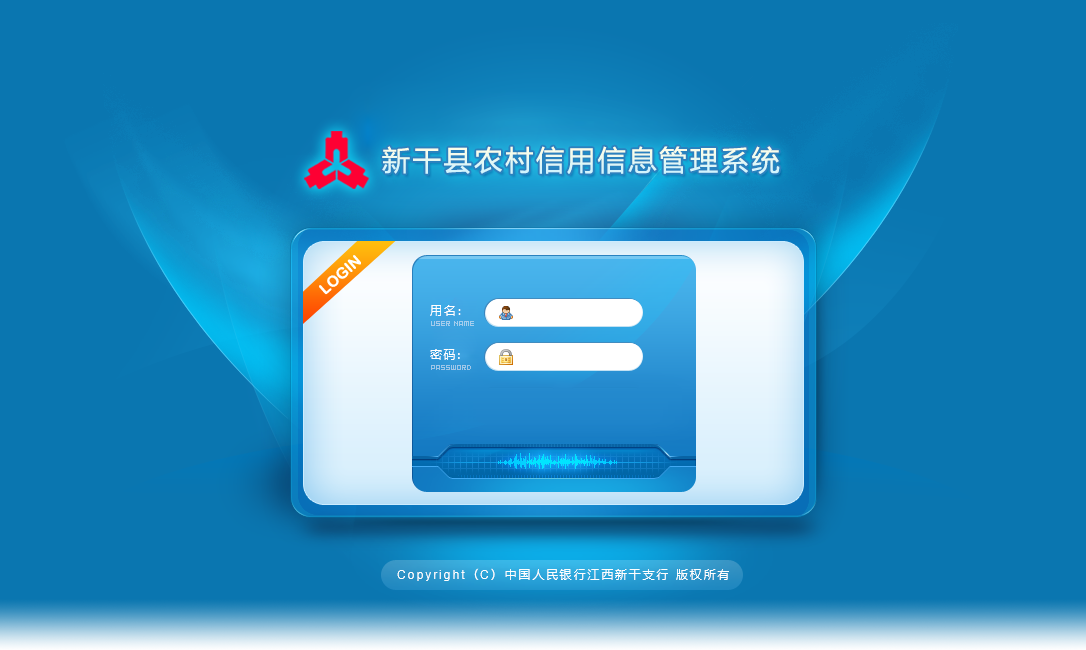 新干县农村信用信息管理系统
LOGIN
用名:
USER NAME
密码:
PASSWORD
Copyright（C）中国人民银行江西新干支行 版权所有